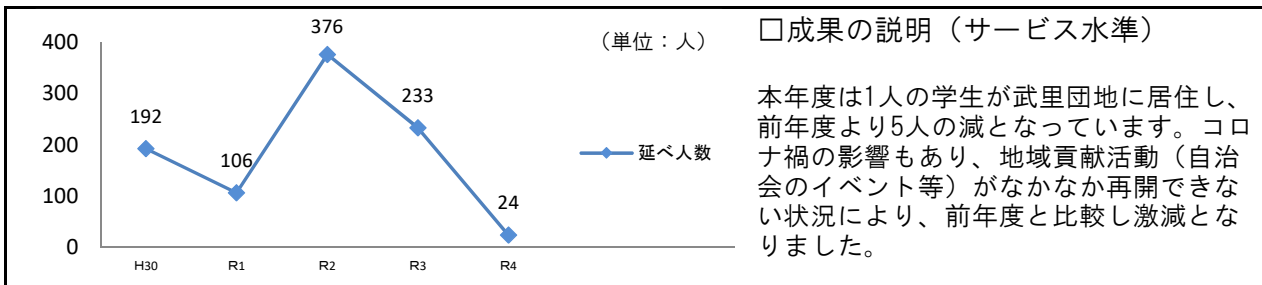 400
300
200
100
0
192
106
376
233
24
H30
R1
R2
R3
R4
(単位：人)
延べ人数
□成果の説明（サービス水準）
本年度は1人の学生が武里団地に居住し、
前年度より5人の減となっています。コロ
ナ禍の影響もあり、地域貢献活動（自治
会のイベント等）がなかなか再開できな
い状況により、前年度と比較し激減とな
りました。